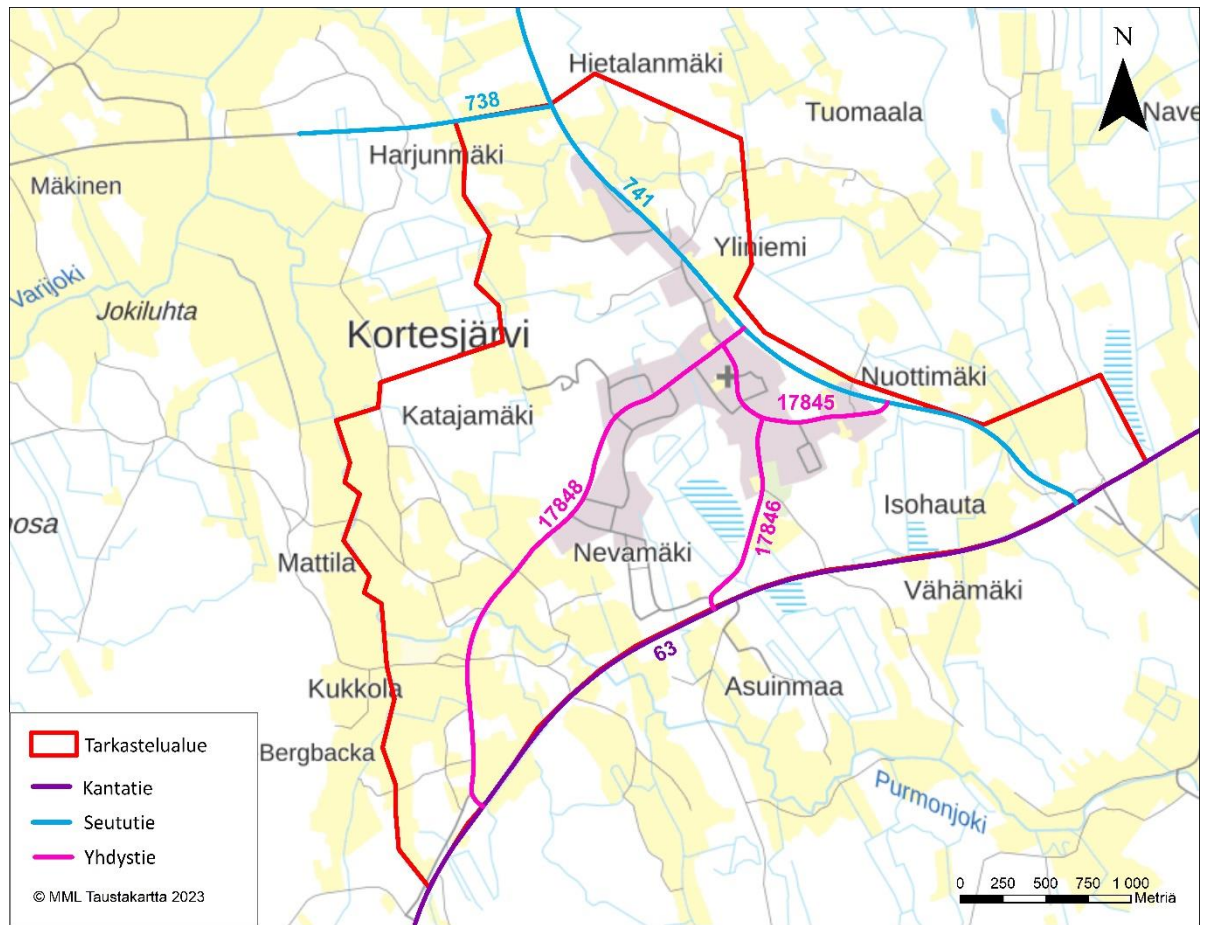 Hietalanmäki
N
738
Tuomaala
Nave
Harjunmäki
Mäkinen
741
Yliniemi
Varijoki
Jokiluhta
Kortesjärvi
Nuottimäki
17845
Katajamäki
17848
Isohauta
17846
osa
Nevamäki
Mattila
Vähämäki
63
Asuinmaa
Kukkola
Bergbacka
Purmonjoki
Tarkastelualue
Kantatie
Seututie
Yhdystie
© MML Taustakartta 2023
0 250 500 750 1 000
Metriä